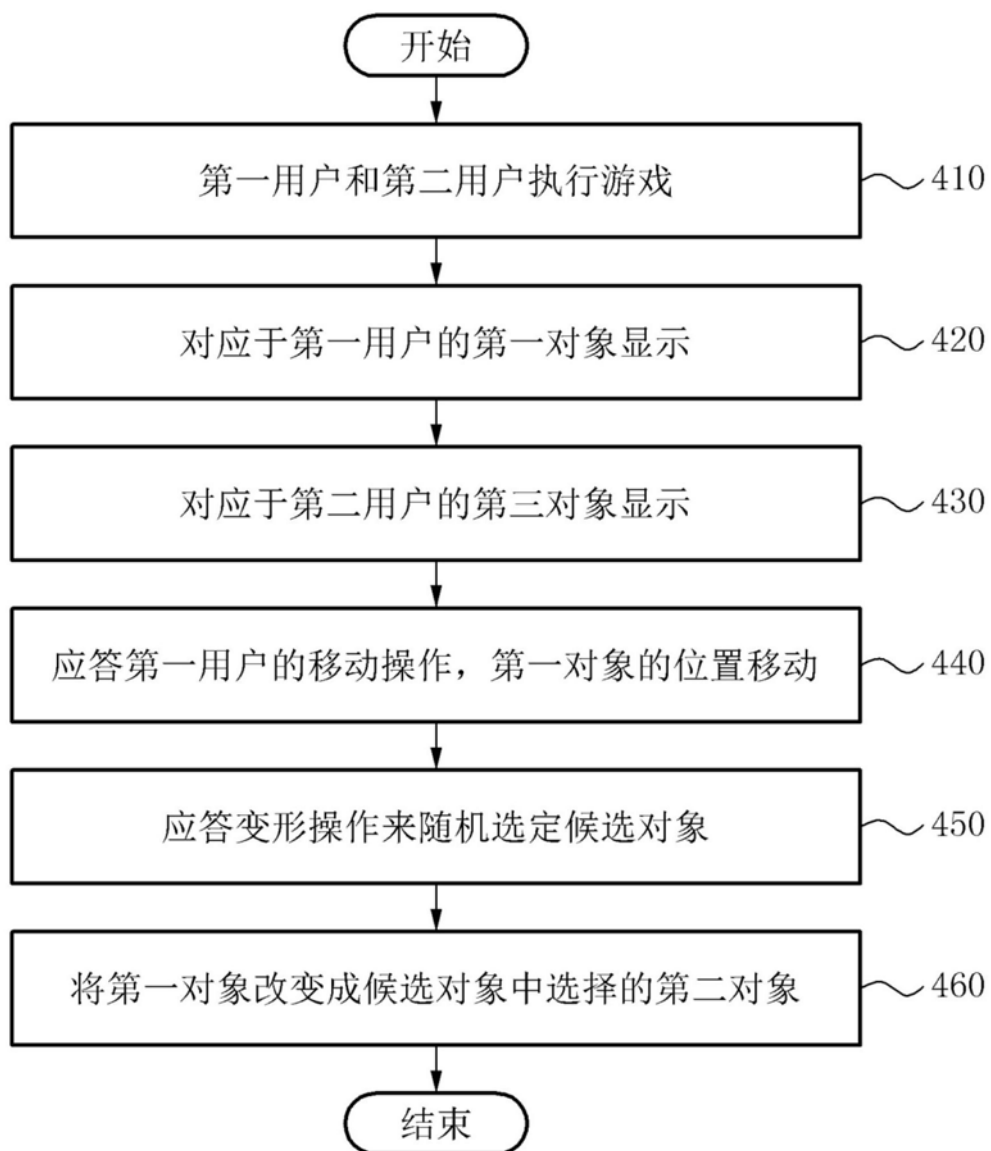 开始
第一用户和第二用户执行游戏
410
对应于第一用户的第一对象显示
420
对应于第二用户的第三对象显示
430
应答第一用户的移动操作，第一对象的位置移动
440
应答变形操作来随机选定候选对象
450
将第一对象改变成候选对象中选择的第二对象
460
结束